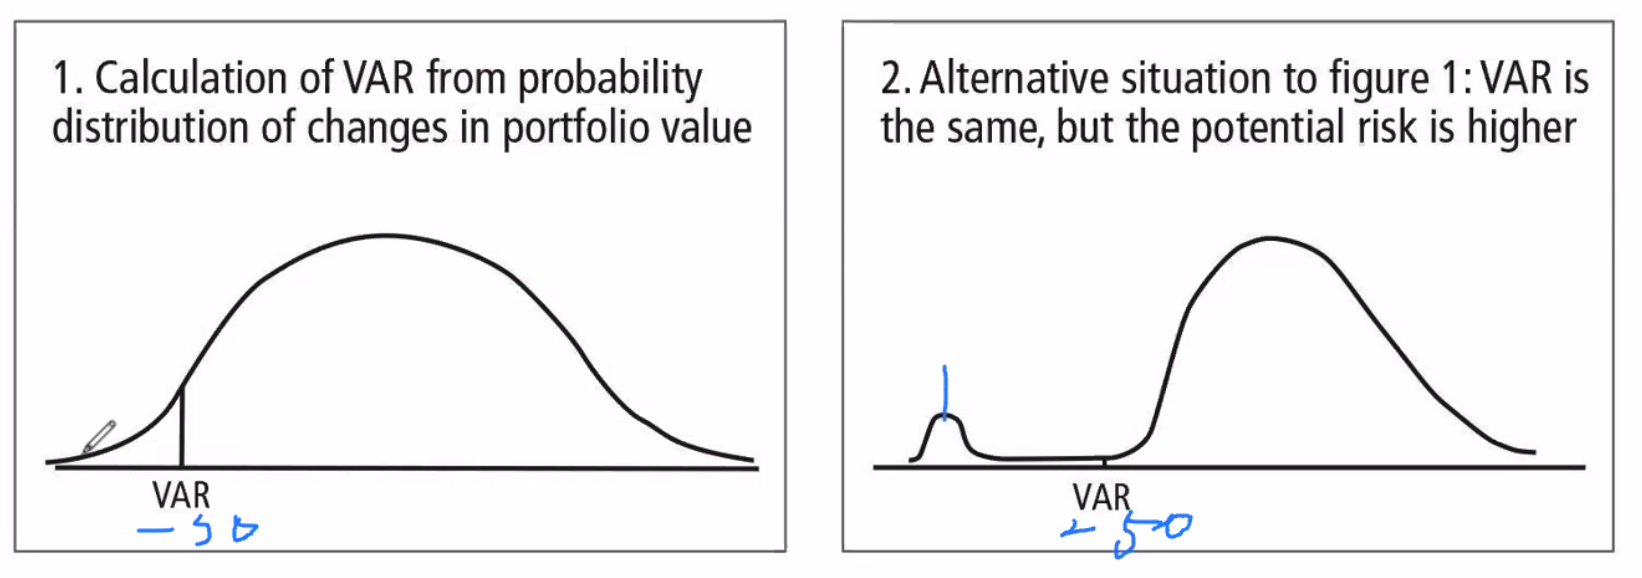 1. Calculation of VAR from probability
distribution of changes in portfolio value
VAR
- 50
2. Alternative situation to figure 1: VAR is
the same, but the potential risk is higher
VAR
- 50